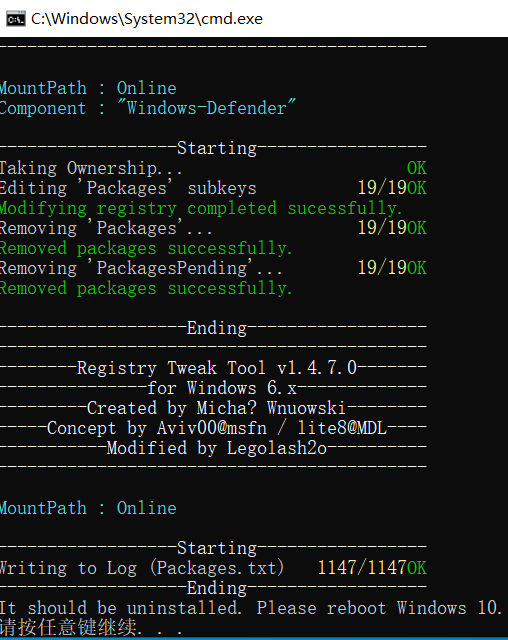 C:\Windows\System32\cmd.exe
-------------------------------------------
MountPath : Online
Component : "Windows-Defender"
------------------Starting-----------------
Taking Ownership... OK
Editing 'Packages' subkeys 19/19OK
Modifying registry completed sucessfully.
Removing 'Packages'... 19/19OK
Removed packages successfully.
Removing 'PackagesPending'... 19/19OK
Removed packages successfully.
-------------------Ending------------------
-------------------------------------------
--------Registry Tweak Tool v1.4.7.0-------
---------------for Windows 6.x-------------
---------Created by Micha? Wnuowski--------
-----Concept by Aviv00@msfn / lite8@MDL----
-----------Modified by Legolash2o----------
-------------------------------------------
MountPath : Online
------------------Starting-----------------
Writing to Log (Packages.txt) 1147/1147OK
-------------------Ending------------------
It should be uninstalled. Please reboot Windows 10.
请按任意键继续. . .